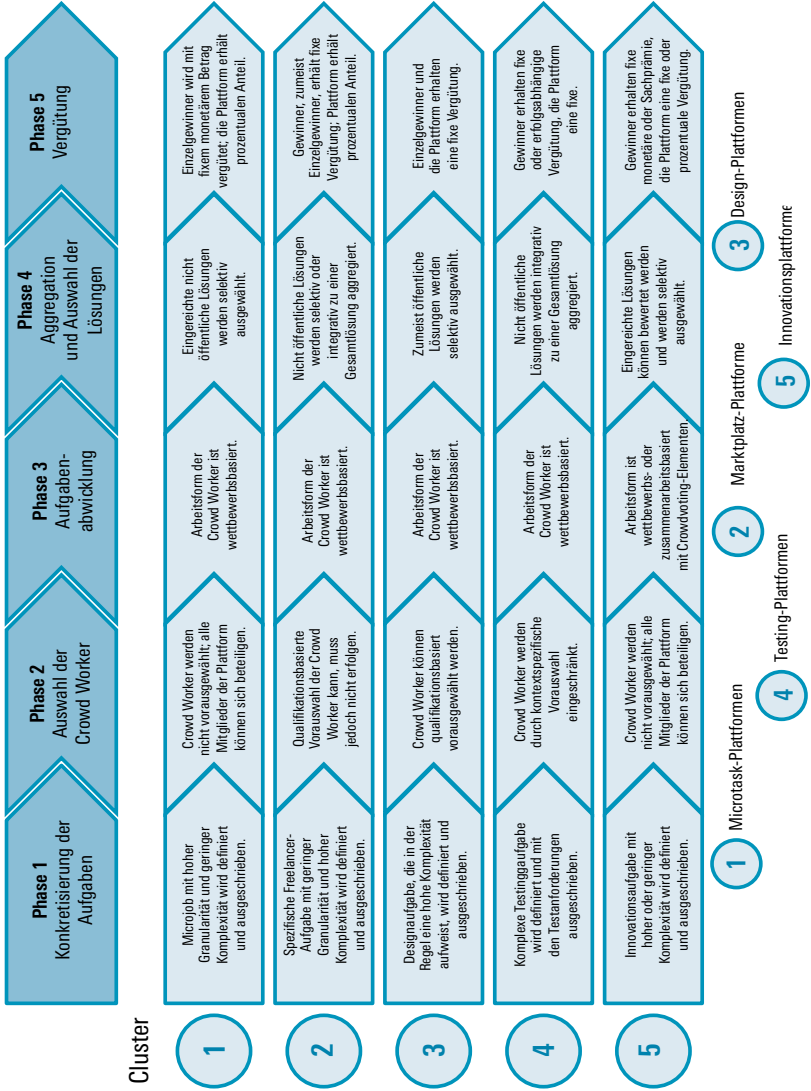 Phase 1
Konkretisierung der
Aufgaben
Phase 2
Auswahl der
Crowd Worker
Phase 3
Aufgaben-
abwicklung
Phase 4
Aggregation
und Auswahl der
Lösungen
Phase 5
Vergütung
Cluster
1
Microjob mit hoher
Granularität und geringer
Komplexität wird definiert
und ausgeschrieben.
Crowd Worker werden
nicht vorausgewählt; alle
Mitglieder der Plattform
können sich beteiligen.
Arbeitsform der
Crowd Worker ist
wettbewerbsbasiert.
Eingereichte nicht
öffentliche Lösungen
werden selektiv
ausgewählt.
Einzelgewinner wird mit
fixem monetärem Betrag
vergütet; die Plattform erhält
prozentualen Anteil.
2
Spezifische Freelancer-
Aufgabe mit geringer
Granularität und hoher
Komplexität wird definiert
und ausgeschrieben.
Qualifikationsbasierte
Vorauswahl der Crowd
Worker kann, muss
jedoch nicht erfolgen.
Arbeitsform der
Crowd Worker ist
wettbewerbsbasiert.
Nicht öffentliche Lösungen
werden selektiv oder
integrativ zu einer
Gesamtlösung aggregiert.
Gewinner, zumeist
Einzelgewinner, erhält fixe
Vergütung; Plattform erhält
prozentualen Anteil.
3
Designaufgabe, die in der
Regel eine hohe Komplexität
aufweist, wird definiert und
ausgeschrieben.
Crowd Worker können
qualifikationsbasiert
vorausgewählt werden.
Arbeitsform der
Crowd Worker ist
wettbewerbsbasiert.
Zumeist öffentliche
Lösungen werden
selektiv ausgewählt.
Einzelgewinner und
die Plattform erhalten
eine fixe Vergütung.
4
Komplexe Testinggaufgabe
wird definiert und mit
den Testanforderungen
ausgeschrieben.
Crowd Worker werden
durch kontextspezifische
Vorauswahl
eingeschränkt.
Arbeitsform der
Crowd Worker ist
wettbewerbsbasiert.
Nicht öffentliche
Lösungen werden integrativ
zu einer Gesamtlösung
aggregiert.
Gewinner erhalten fixe
oder erfolgsabhängige
Vergütung, die Plattform
eine fixe.
5
Innovationsaufgabe mit
hoher oder geringer
Komplexität wird definiert
und ausgeschrieben.
Crowd Worker werden
nicht vorausgewählt; alle
Mitglieder der Plattform
können sich beteiligen.
Arbeitsform ist
wettbewerbs- oder
zusammenarbeitsbasiert
mit Crowdvoting-Elementen.
Eingereichte Lösungen
können bewertet werden
und werden selektiv
ausgewählt.
Gewinner erhalten fixe
monetäre oder Sachprämie,
die Plattform eine fixe oder
prozentuale Vergütung.
1 Microtask-Plattformen
2 Marktplatz-Plattforme
3 Design-Plattformen
4 Testing-Plattformen
5 Innovationsplattforme